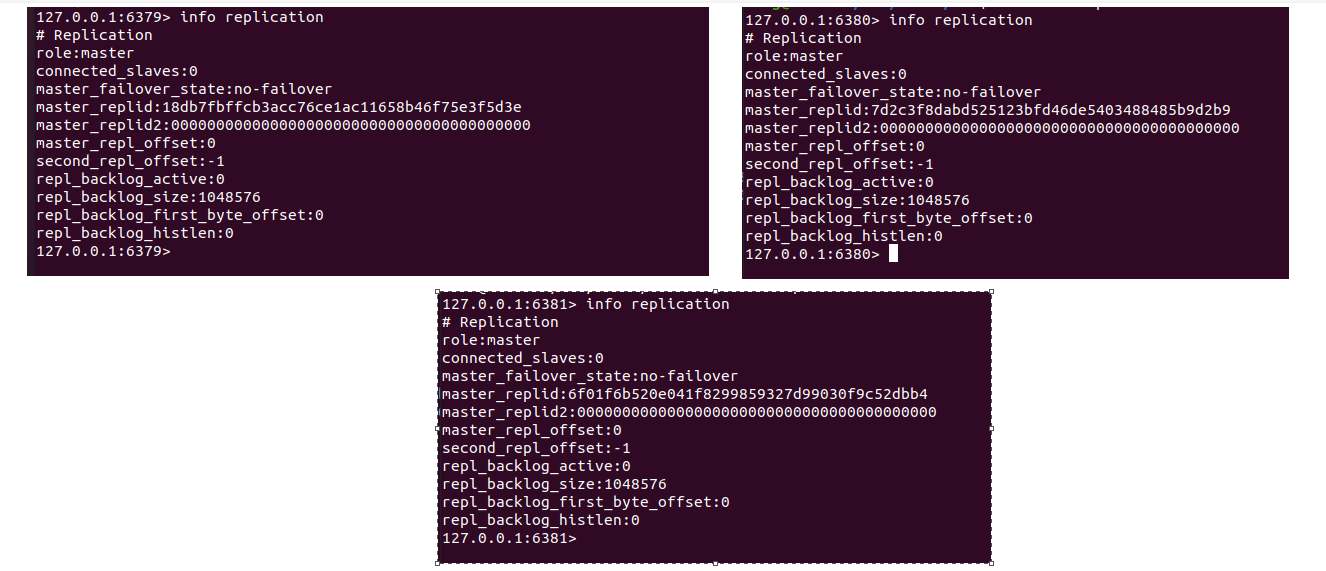 127.0.0.1:6379> info replication
# Replication
role:master
connected_slaves:0
master_failover_state:no-failover
master_replid:18db7fbffcb3acc76ce1ac11658b46f75e3f5d3e
master_replid2:0000000000000000000000000000000000000000
master_repl_offset:0
second_repl_offset:-1
repl_backlog_active:0
repl_backlog_size:1048576
repl_backlog_first_byte_offset:0
repl_backlog_histlen:0
127.0.0.1:6379>
127.0.0.1:6380> info replication
# Replication
role:master
connected_slaves:0
master_failover_state:no-failover
master_replid:7d2c3f8dabd525123bfd46de5403488485b9d2b9
master_replid2:0000000000000000000000000000000000000000
master_repl_offset:0
second_repl_offset:-1
repl_backlog_active:0
repl_backlog_size:1048576
repl_backlog_first_byte_offset:0
repl_backlog_histlen:0
127.0.0.1:6380>
127.0.0.1:6381> info replication
# Replication
role:master
connected_slaves:0
master_failover_state:no-failover
master_replid:6f01f6b520e041f8299859327d99030f9c52dbb4
master_replid2:0000000000000000000000000000000000000000
master_repl_offset:0
second_repl_offset:-1
repl_backlog_active:0
repl_backlog_size:1048576
repl_backlog_first_byte_offset:0
repl_backlog_histlen:0
127.0.0.1:6381>